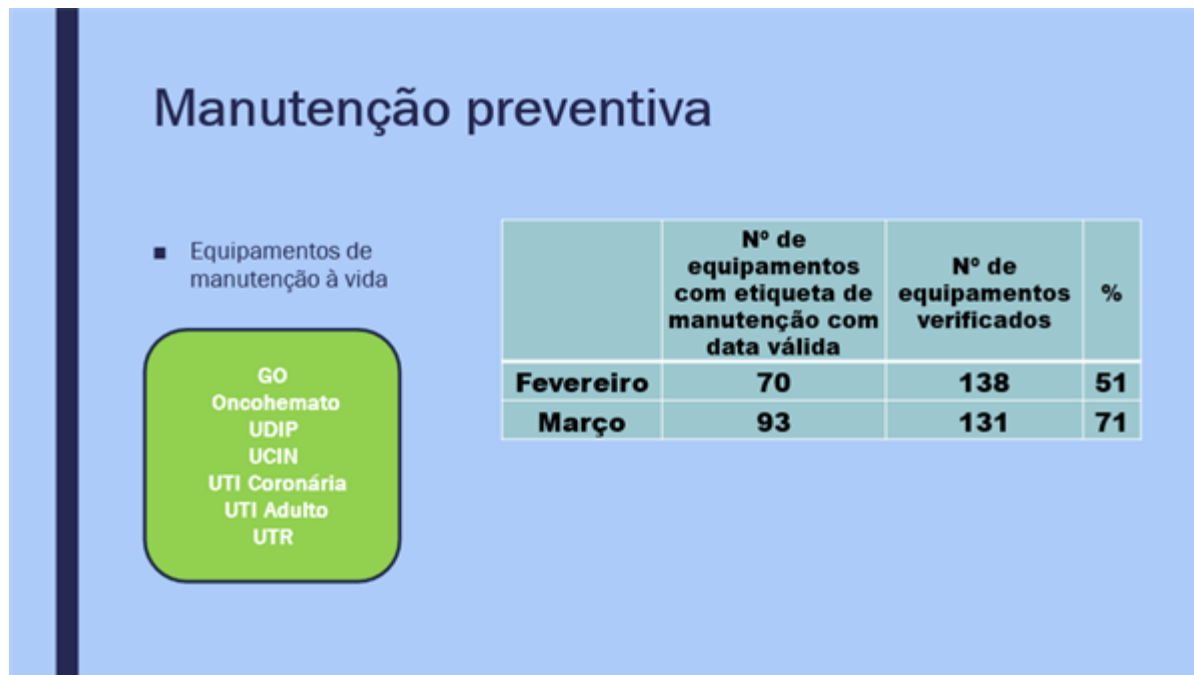 Manutenção preventiva
Equipamentos de
manutenção à vida
GO
Oncohemato
UDIP
UCIN
UTI Coronária
UTI Adulto
UTR
Nº de
equipamentos
com etiqueta de
manutenção com
data válida
Nº de
equipamentos
verificados
%
Fevereiro 70 138 51
Março 93 131 71